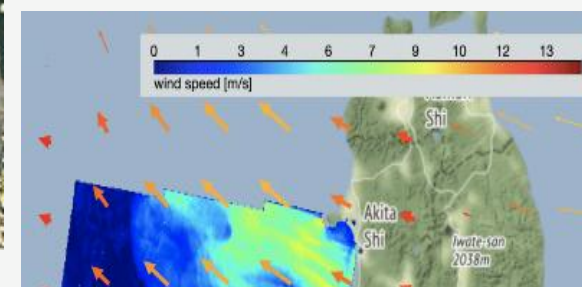 0 1 3 4 6 7 9 10 12 13
wind speed [m/s]
Shi
Akita
Shi
Iwate-san
2038m